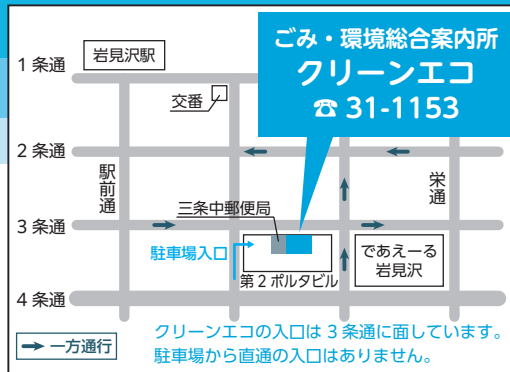 ごみ・環境総合案内所
クリーンエコ
☎ 31-1153
岩見沢駅
1 条通
交番
2 条通
駅前通
栄通
三条中郵便局
3 条通
駐車場入口
であえーる
岩見沢
第 2 ポルタビル
4 条通
一方通行
クリーンエコの入口は 3 条通に面しています。
駐車場から直通の入口はありません。